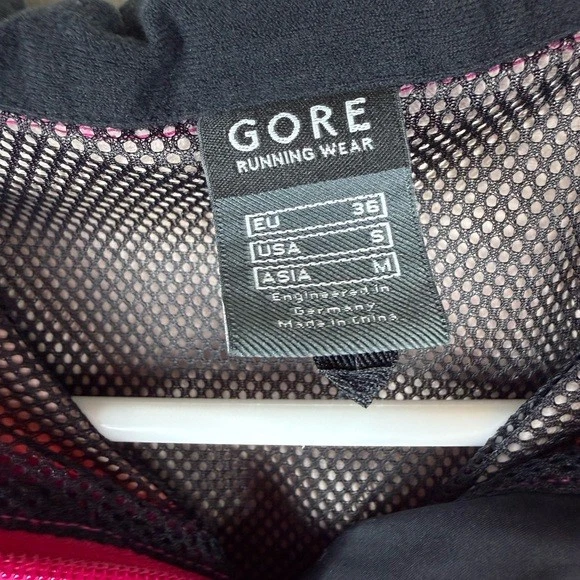 GORE
RUNNING WEAR
EU 36
USA S
ASIA M
Engineered in
Germany
Made in China